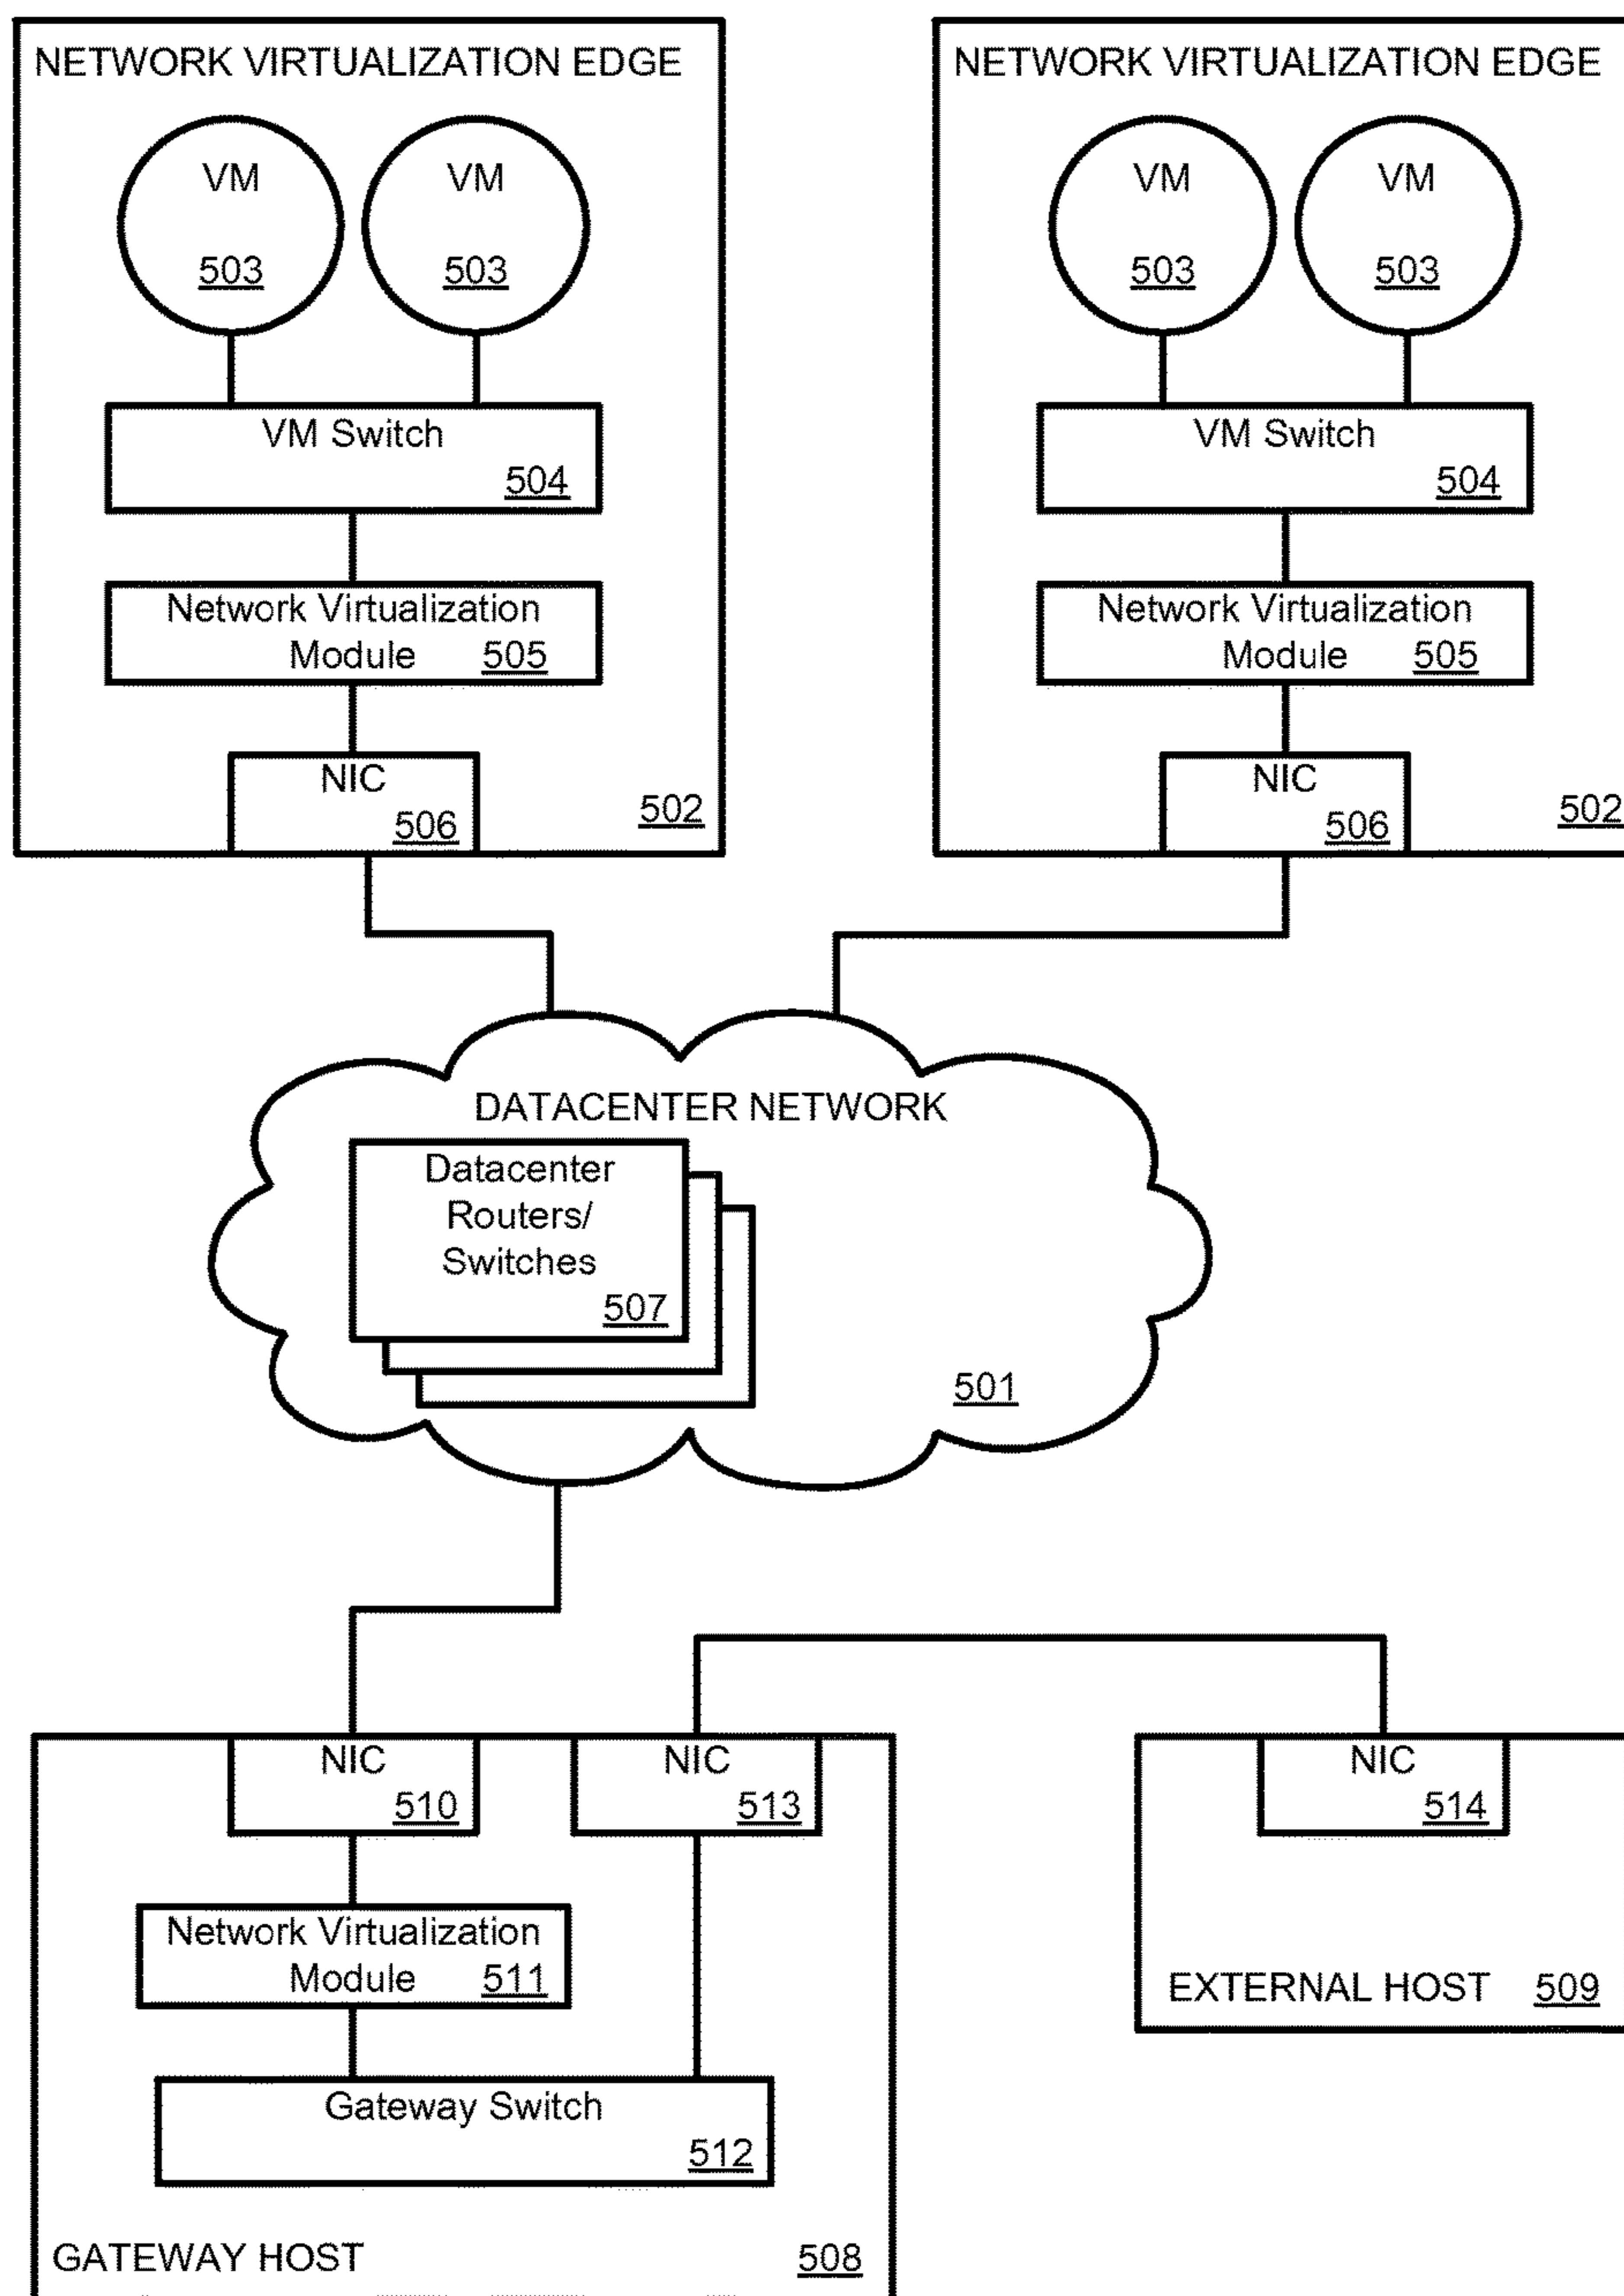 NETWORK VIRTUALIZATION EDGE
VM
503
VM
503
VM Switch
504
Network Virtualization
Module 505
NIC
506
502
NETWORK VIRTUALIZATION EDGE
VM
503
VM
503
VM Switch
504
Network Virtualization
Module 505
NIC
506
502
DATACENTER NETWORK
Datacenter
Routers/
Switches
507
501
NIC
510
NIC
513
Network Virtualization
Module 511
Gateway Switch
512
GATEWAY HOST 508
NIC
514
EXTERNAL HOST 509